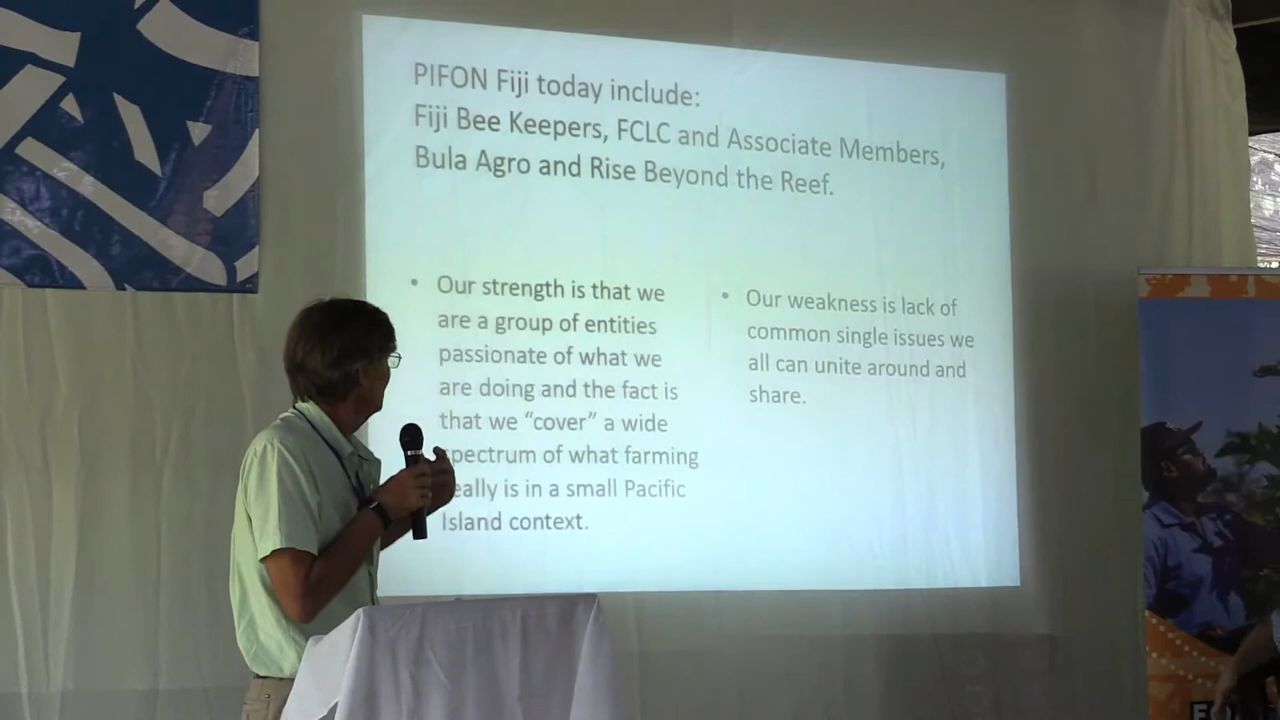 PIFON Fiji today include:
Fiji Bee Keepers, FCLC and Associate Members,
Bula Agro and Rise Beyond the Reef.
• Our strength is that we
are a group of entities
passionate of what we
are doing and the fact is
that we “cover” a wide
spectrum of what farming
really is in a small Pacific
Island context.
• Our weakness is lack of
common single issues we
all can unite around and
share.